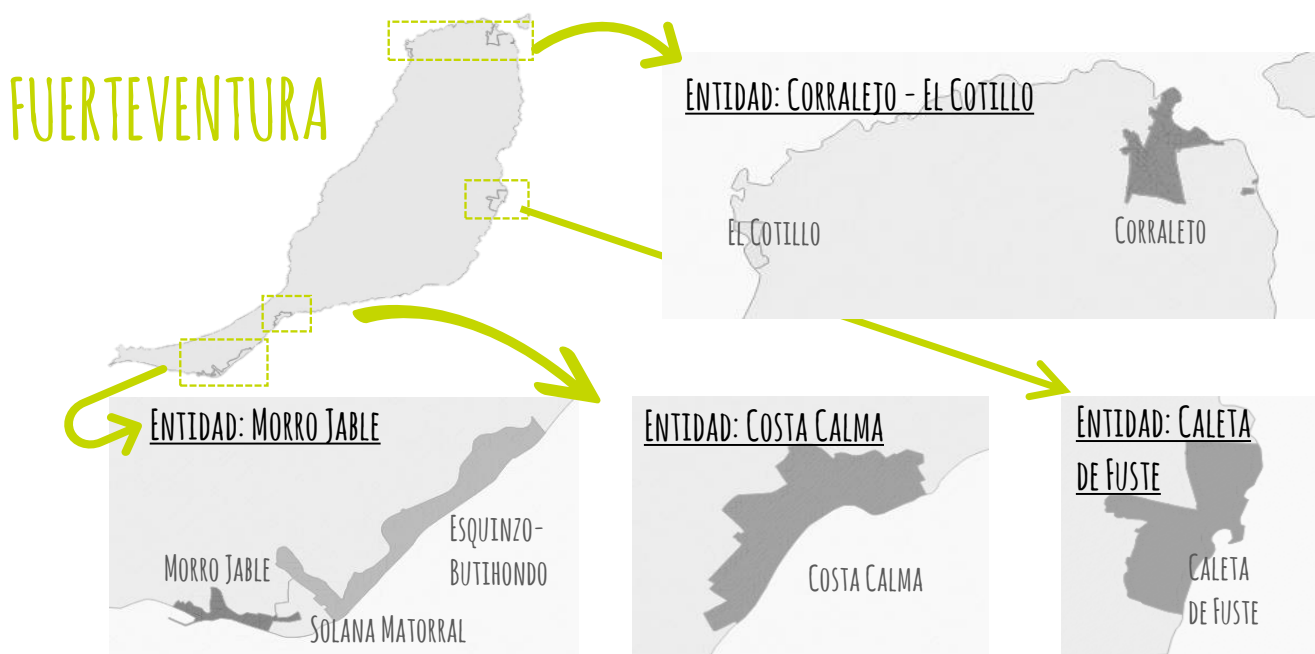 FUERTEVENTURA
ENTIDAD: CORRALEJO - EL COTILLO
EL COTILLO
CORRALEJO
ENTIDAD: MORRO JABLE
ESQUINZO-
BUTIHONDO
MORRO JABLE
SOLANA MATORRAL
ENTIDAD: COSTA CALMA
COSTA CALMA
ENTIDAD: CALETA
DE FUSTE
CALETA
DE FUSTE